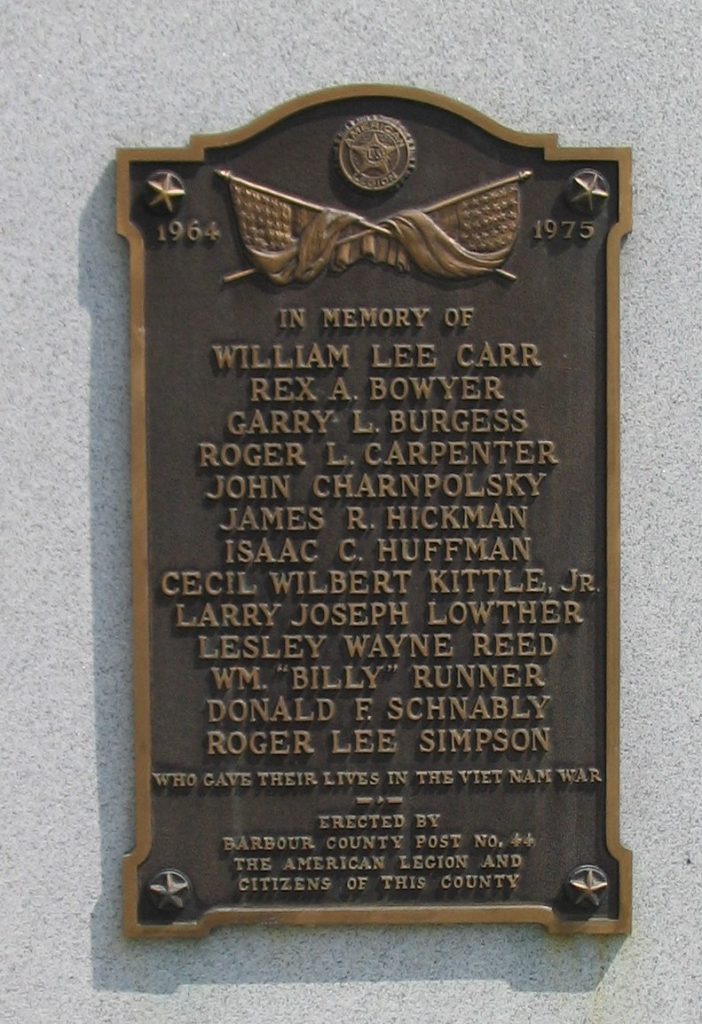 AMERICAN
U.S.
LEGION
1964 1975
IN MEMORY OF
WILLIAM LEE CARR
REX A. BOWYER
GARRY L. BURGESS
ROGER L. CARPENTER
JOHN CHARNPOLSKY
JAMES R. HICKMAN
ISAAC C. HUFFMAN
CECIL WILBERT KITTLE, JR.
LARRY JOSEPH LOWTHER
LESLEY WAYNE REED
WM. "BILLY" RUNNER
DONALD F. SCHNABLY
ROGER LEE SIMPSON
WHO GAVE THEIR LIVES IN THE VIET NAM WAR
ERECTED BY
BARBOUR COUNTY POST NO. 44
THE AMERICAN LEGION AND
CITIZENS OF THIS COUNTY